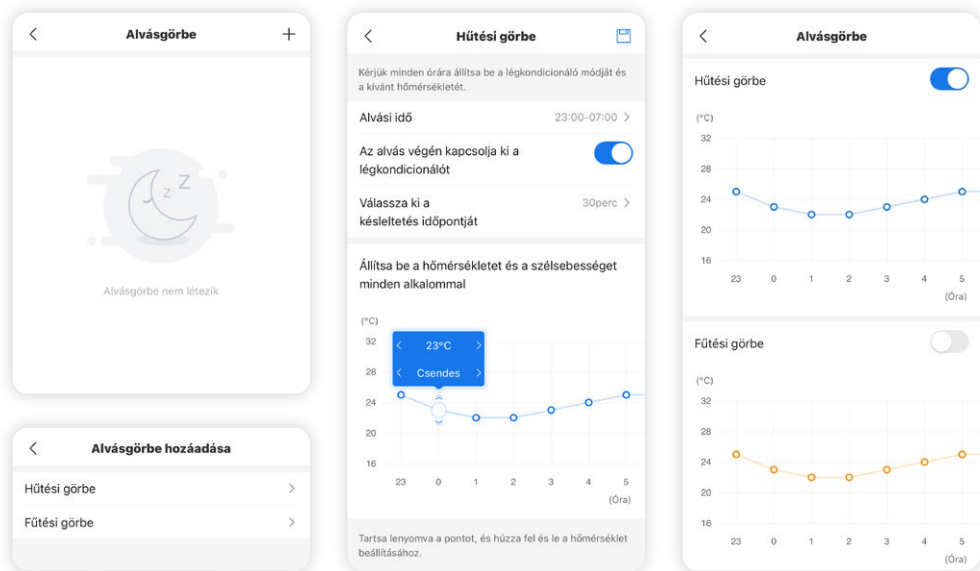 Alvásgörbe
z
Z
Alvásgörbe nem létezik
Alvásgörbe hozáadása
Hűtési görbe
Fűtési görbe
Hűtési görbe
Kérjük minden órára állítsa be a légkondicionáló módját és
a kívánt hőmérsékletét.
Alvási idő 23:00-07:00
Az alvás végén kapcsolja ki a
légkondicionálót
Válassza ki a 30perc
késleltetés időpontját
Állítsa be a hőmérsékletet és a szélsebességet
minden alkalommal
(°C)
32
23°C
28
Csendes
24
20
16
23 0 1 2 3 4 5
(Óra)
Tartsa lenyomva a pontot, és húzza fel és le a hőmérséklet
beállításához.
Alvásgörbe
Hűtési görbe
(°C)
32
28
24
20
16
23 0 1 2 3 4 5
(Óra)
Fűtési görbe
(°C)
32
28
24
20
16
23 0 1 2 3 4 5
(Óra)